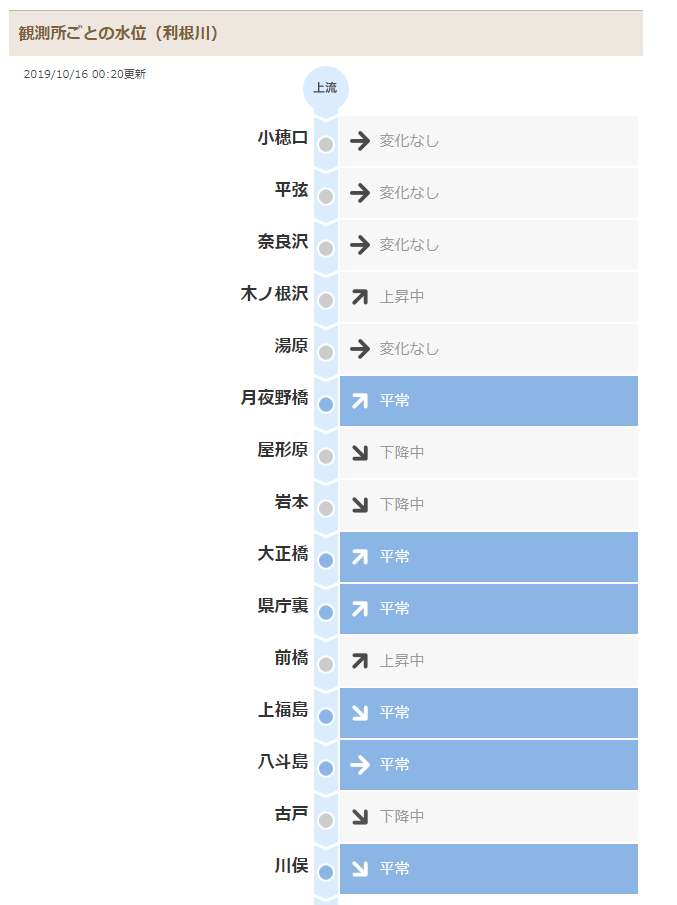 観測所ごとの水位（利根川）
2019/10/16 00:20更新
上流
小穂口 変化なし
平弦 変化なし
奈良沢 変化なし
木ノ根沢 上昇中
湯原 変化なし
月夜野橋 平常
屋形原 下降中
岩本 下降中
大正橋 平常
県庁裏 平常
前橋 上昇中
上福島 平常
八斗島 平常
古戸 下降中
川俣 平常